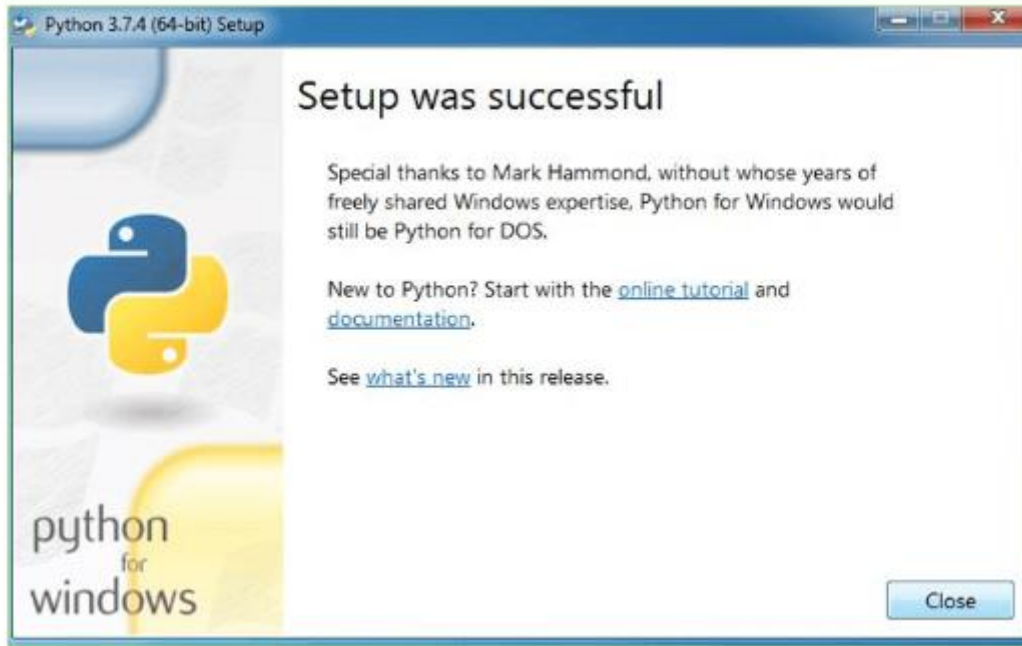 Python 3.7.4 (64-bit) Setup
Setup was successful
Special thanks to Mark Hammond, without whose years of
freely shared Windows expertise, Python for Windows would
still be Python for DOS.
New to Python? Start with the online tutorial and
documentation.
See what's new in this release.
python
for
windows
Close